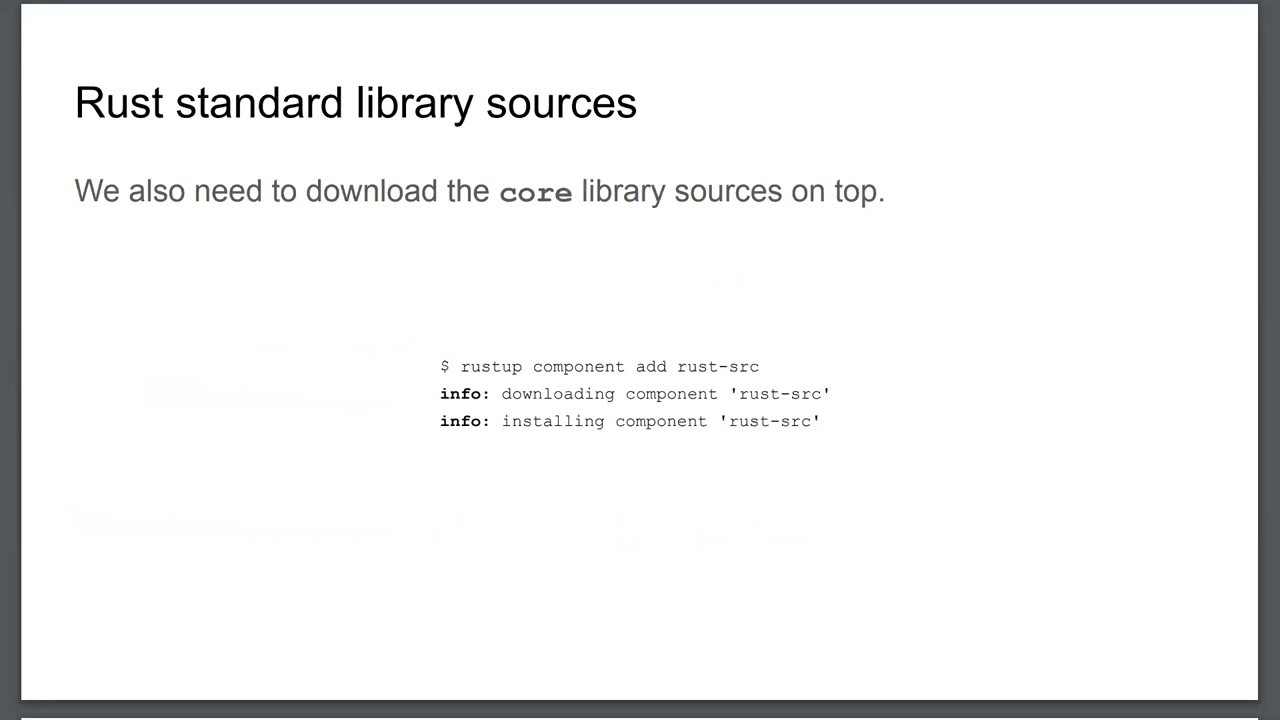 Rust standard library sources
We also need to download the core library sources on top.
$ rustup component add rust-src
info: downloading component 'rust-src'
info: installing component 'rust-src'